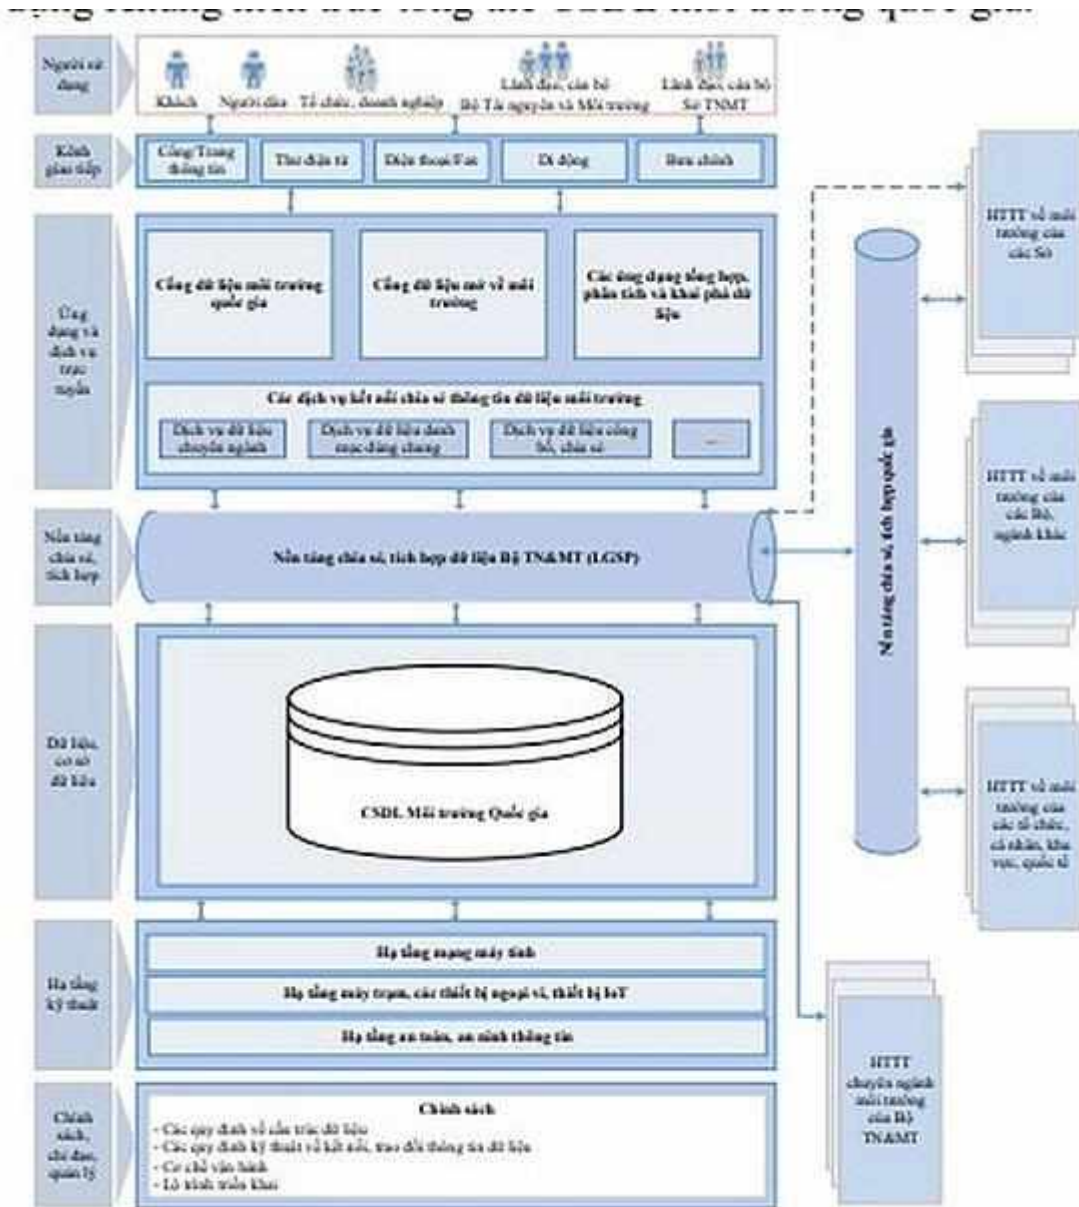 Người sử
dụng
Khách
Người dân
Tổ chức, doanh nghiệp
Lãnh đạo, cán bộ
Bộ Tài nguyên và Môi trường
Lãnh đạo, cán bộ
Sở TNMT
Kênh
giao tiếp
Cổng/Trang
thông tin
Thư điện tử
Điện thoại/Fax
Di động
Bưu chính
Ứng
dụng và
dịch vụ
trực
tuyến
Cổng dữ liệu môi trường
quốc gia
Cổng dữ liệu mở về môi
trường
Các ứng dụng tổng hợp,
phân tích và khai phá dữ
liệu
Các dịch vụ kết nối chia sẻ thông tin dữ liệu môi trường
Dịch vụ dữ liệu
chuyên ngành
Dịch vụ dữ liệu danh
mục dùng chung
Dịch vụ dữ liệu công
bố, chia sẻ
...
Nền tảng
chia sẻ,
tích hợp
Nền tảng chia sẻ, tích hợp dữ liệu Bộ TN&MT (LGSP)
Dữ liệu,
cơ sở
dữ liệu
CSDL Môi trường Quốc gia
Hạ tầng
kỹ thuật
Hạ tầng mạng máy tính
Hạ tầng máy trạm, các thiết bị ngoại vi, thiết bị IoT
Hạ tầng an toàn, an ninh thông tin
Chính
sách,
chỉ đạo,
quản lý
Chính sách
- Các quy định về cấu trúc dữ liệu
- Các quy định kỹ thuật về kết nối, trao đổi thông tin dữ liệu
- Cơ chế vận hành
- Lộ trình triển khai
Nền tảng chia sẻ, tích hợp quốc gia
HTTT về môi
trường của
các Sở
HTTT về môi
trường của
các Bộ,
ngành khác
HTTT về môi
trường của
các tổ chức,
cá nhân, khu
vực, quốc tế
HTTT
chuyên ngành
môi trường
của Bộ
TN&MT